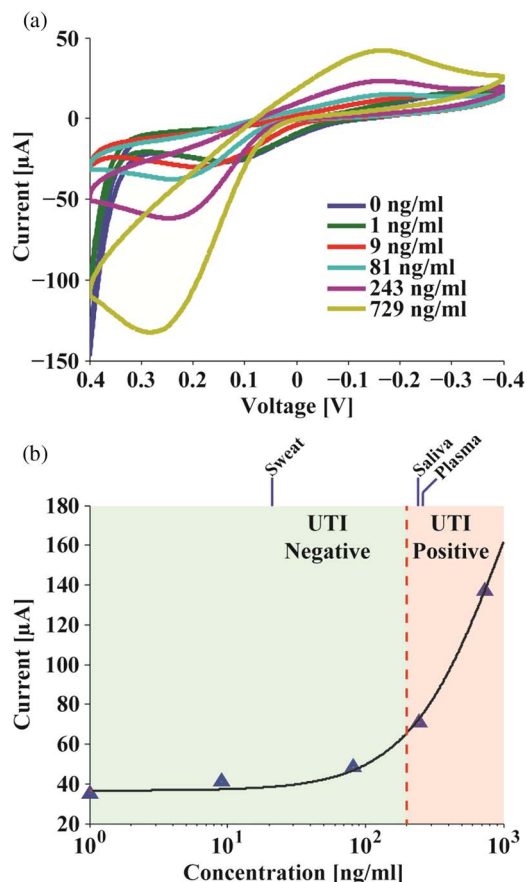 (a)
50
0
−50
−100
−150
Current [µA]
0 ng/ml
1 ng/ml
9 ng/ml
81 ng/ml
243 ng/ml
729 ng/ml
0.4 0.3 0.2 0.1 0 −0.1 −0.2 −0.3 −0.4
Voltage [V]
(b)
Sweat
Saliva
Plasma
180
160
140
120
100
80
60
40
20
Current [µA]
UTI
Negative
UTI
Positive
10⁰ 10¹ 10² 10³
Concentration [ng/ml]